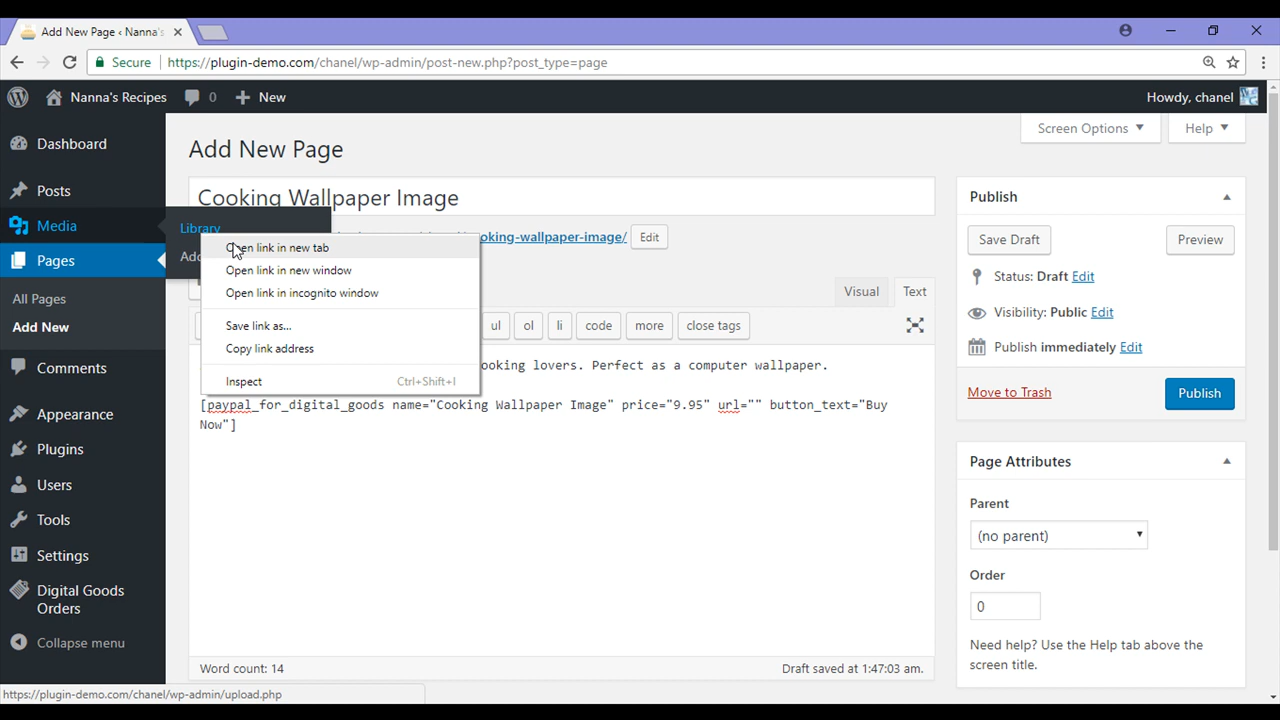 Add New Page ‹ Nanna's
Secure https://plugin-demo.com/chanel/wp-admin/post-new.php?post_type=page
Nanna's Recipes 0 New Howdy, chanel
Screen Options Help
Dashboard
Posts
Media
Pages
All Pages
Add New
Comments
Appearance
Plugins
Users
Tools
Settings
Digital Goods
Orders
Collapse menu
Library
Open link in new tab
Open link in new window
Open link in incognito window
Save link as...
Copy link address
Inspect Ctrl+Shift+I
Add New Page
Cooking Wallpaper Image
ooking-wallpaper-image/ Edit
Visual Text
ul ol li code more close tags
ooking lovers. Perfect as a computer wallpaper.
[paypal_for_digital_goods name="Cooking Wallpaper Image" price="9.95" url="" button_text="Buy
Now"]
Word count: 14 Draft saved at 1:47:03 am.
Publish
Save Draft Preview
Status: Draft Edit
Visibility: Public Edit
Publish immediately Edit
Move to Trash Publish
Page Attributes
Parent
(no parent)
Order
0
Need help? Use the Help tab above the
screen title.
https://plugin-demo.com/chanel/wp-admin/upload.php